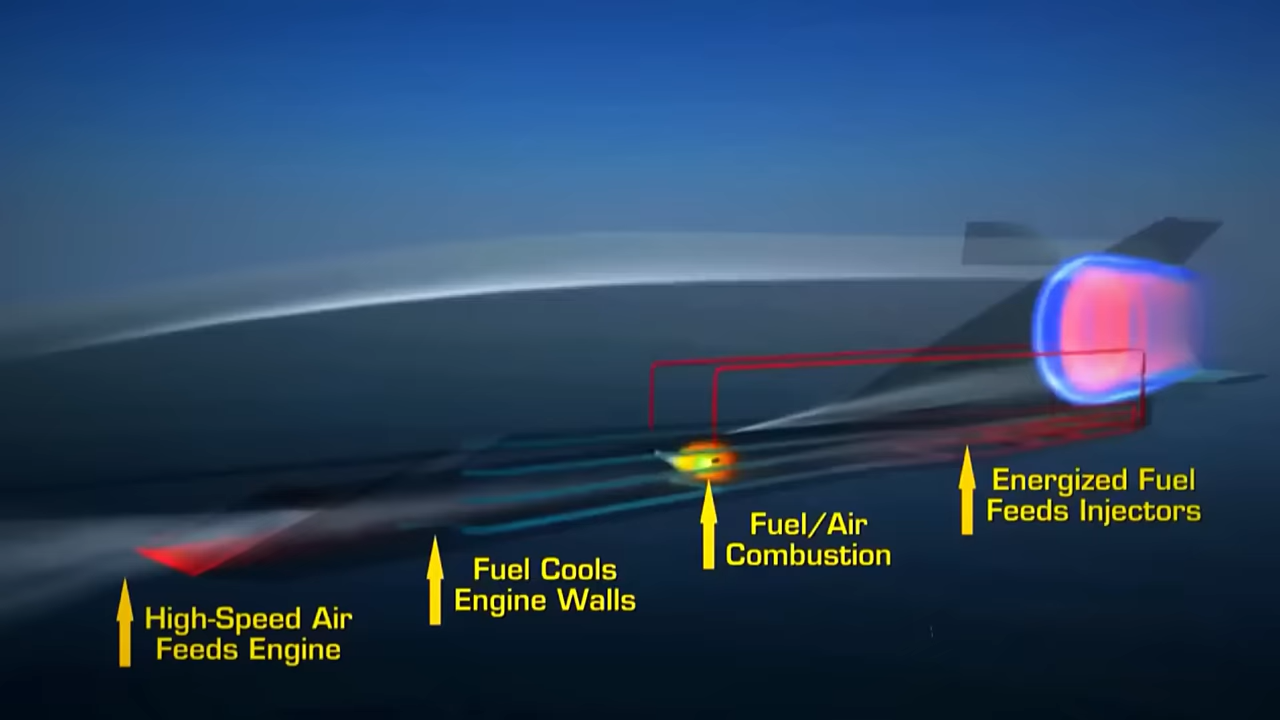 High-Speed Air
Feeds Engine
Fuel Cools
Engine Walls
Fuel/Air
Combustion
Energized Fuel
Feeds Injectors